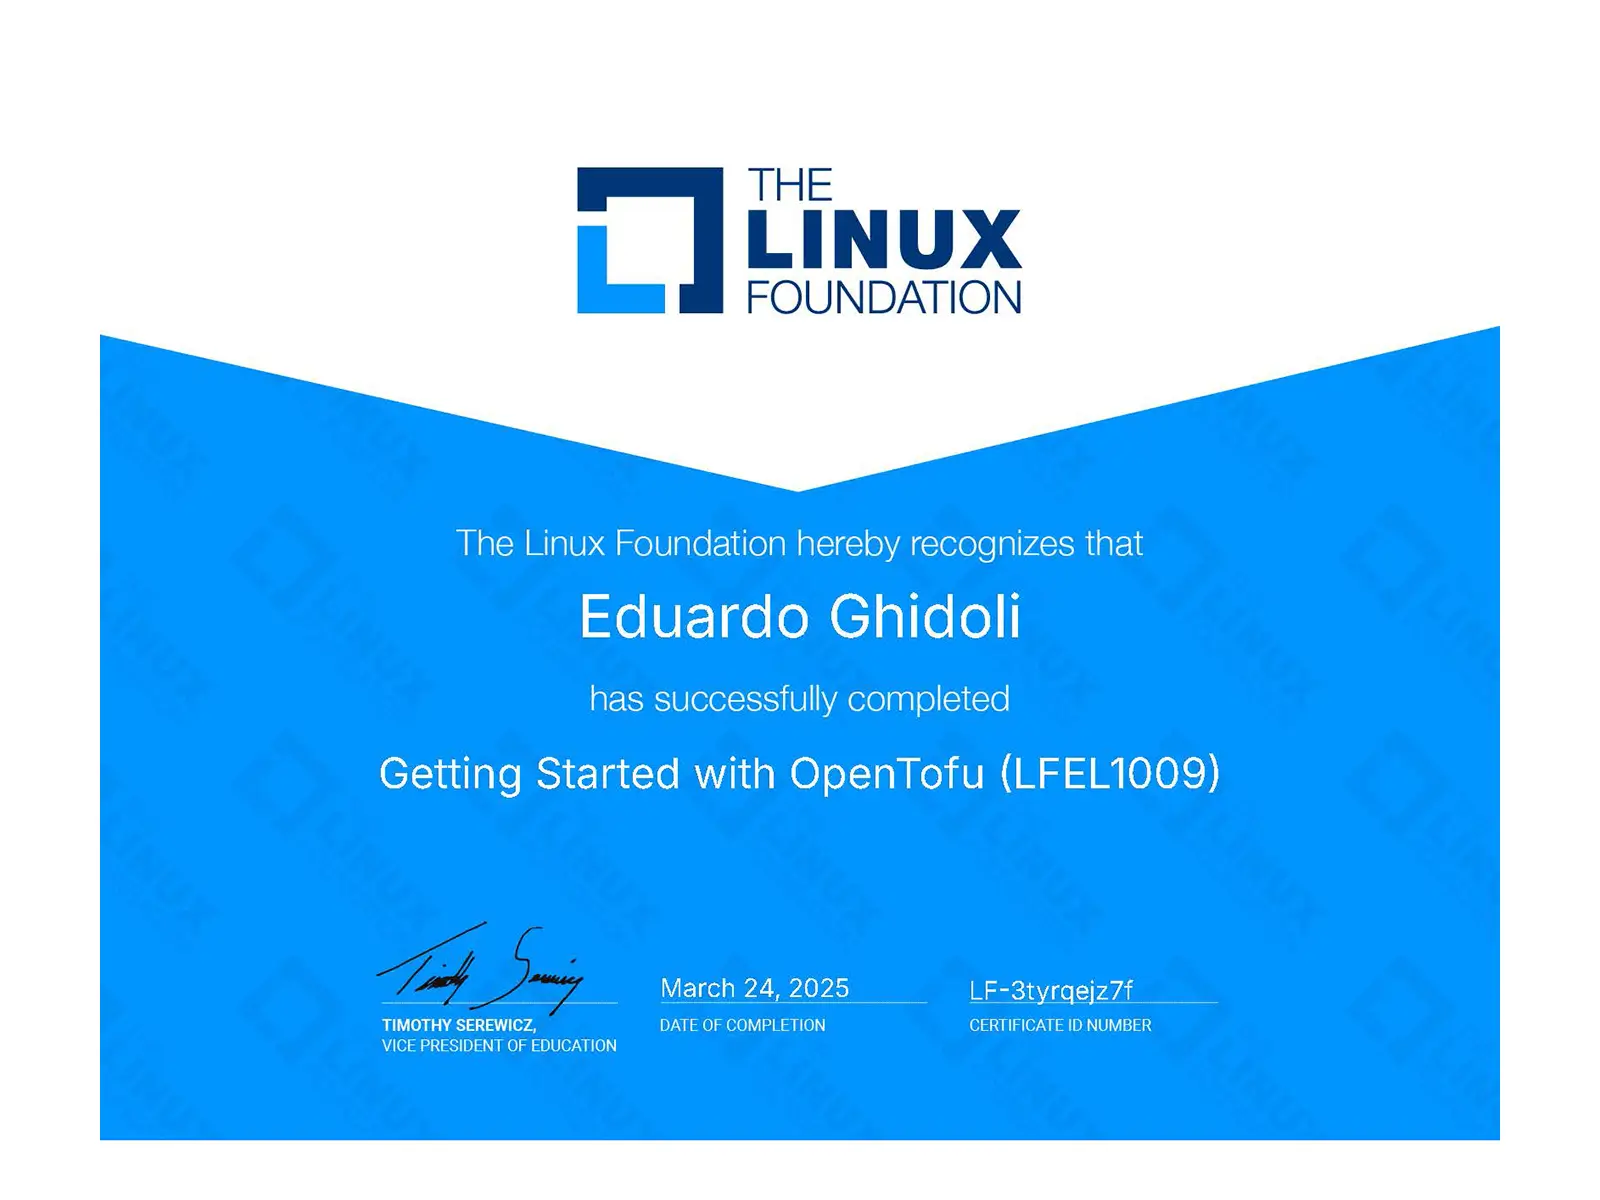 THE
LINUX
FOUNDATION
The Linux Foundation hereby recognizes that
Eduardo Ghidoli
has successfully completed
Getting Started with OpenTofu (LFEL1009)
Timothy Serewicz
TIMOTHY SEREWICZ,
VICE PRESIDENT OF EDUCATION
March 24, 2025
DATE OF COMPLETION
LF-3tyrqejz7f
CERTIFICATE ID NUMBER